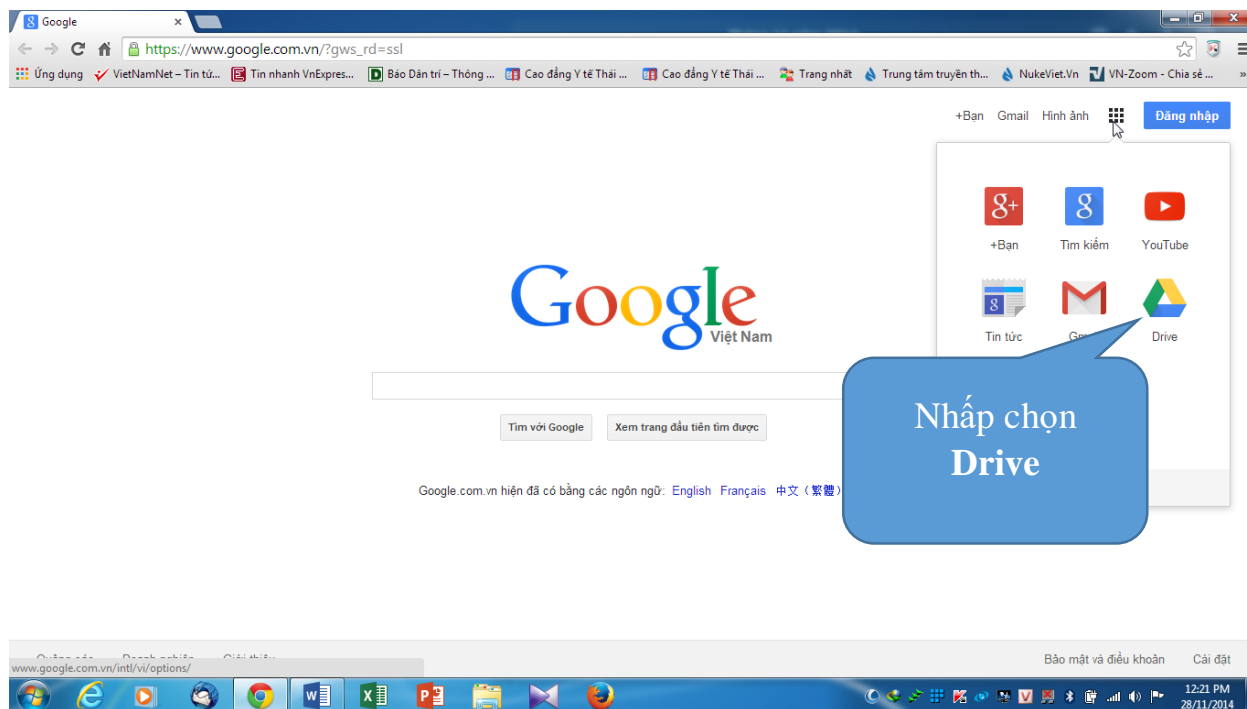 Google
https://www.google.com.vn/?gws_rd=ssl
Ứng dụng VietNamNet – Tin tứ... Tin nhanh VnExpres... Báo Dân trí – Thông ... Cao đẳng Y tế Thái ... Cao đẳng Y tế Thái ... Trang nhất Trung tâm truyền th... NukeViet.Vn VN-Zoom - Chia sẻ ... »
+Bạn Gmail Hình ảnh Đăng nhập
+Bạn Tìm kiếm YouTube
Tin tức Drive
Google
Việt Nam
Nhấp chọn
Drive
Tìm với Google Xem trang đầu tiên tìm được
Google.com.vn hiện đã có bằng các ngôn ngữ: English Français 中文（繁體）
www.google.com.vn/intl/vi/options/
Bảo mật và điều khoản Cài đặt
12:21 PM
28/11/2014